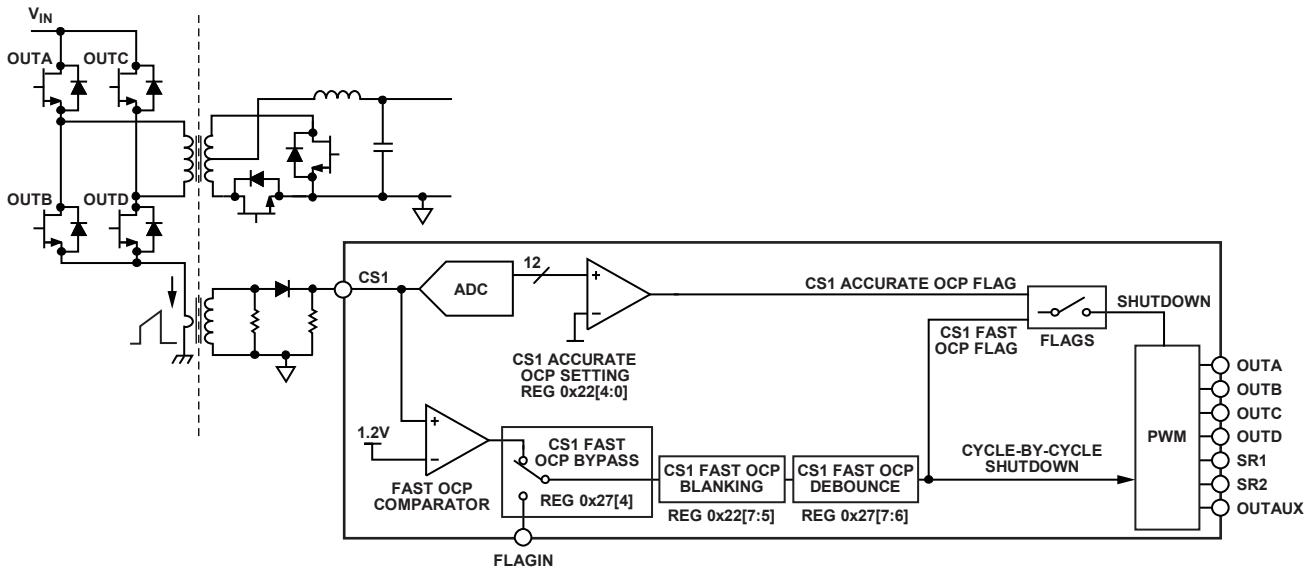 VIN
OUTA
OUTC
OUTB
OUTD
CS1
ADC
12
+
−
CS1 ACCURATE
OCP SETTING
REG 0x22[4:0]
CS1 ACCURATE OCP FLAG
CS1 FAST
OCP FLAG
FLAGS
SHUTDOWN
1.2V
+
−
FAST OCP
COMPARATOR
CS1 FAST
OCP BYPASS
REG 0x27[4]
FLAGIN
CS1 FAST OCP
BLANKING
REG 0x22[7:5]
CS1 FAST OCP
DEBOUNCE
REG 0x27[7:6]
CYCLE-BY-CYCLE
SHUTDOWN
PWM
OUTA
OUTB
OUTC
OUTD
SR1
SR2
OUTAUX